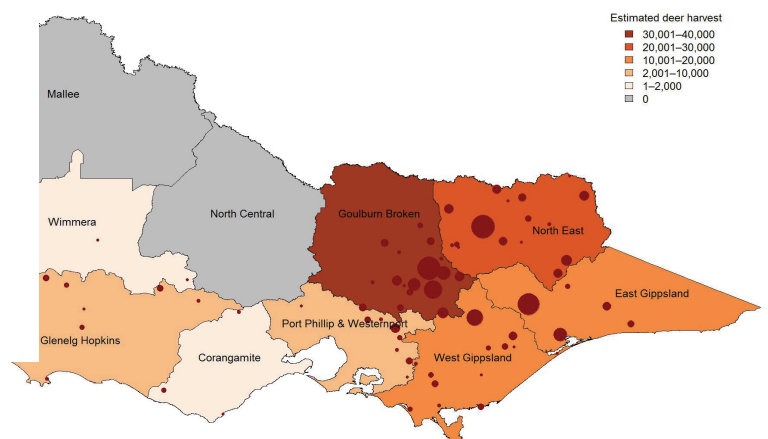 Estimated deer harvest
30,001–40,000
20,001–30,000
10,001–20,000
2,001–10,000
1–2,000
0
Mallee
Wimmera
North Central
Goulburn Broken
North East
East Gippsland
Glenelg Hopkins
Port Phillip & Westernport
Corangamite
West Gippsland